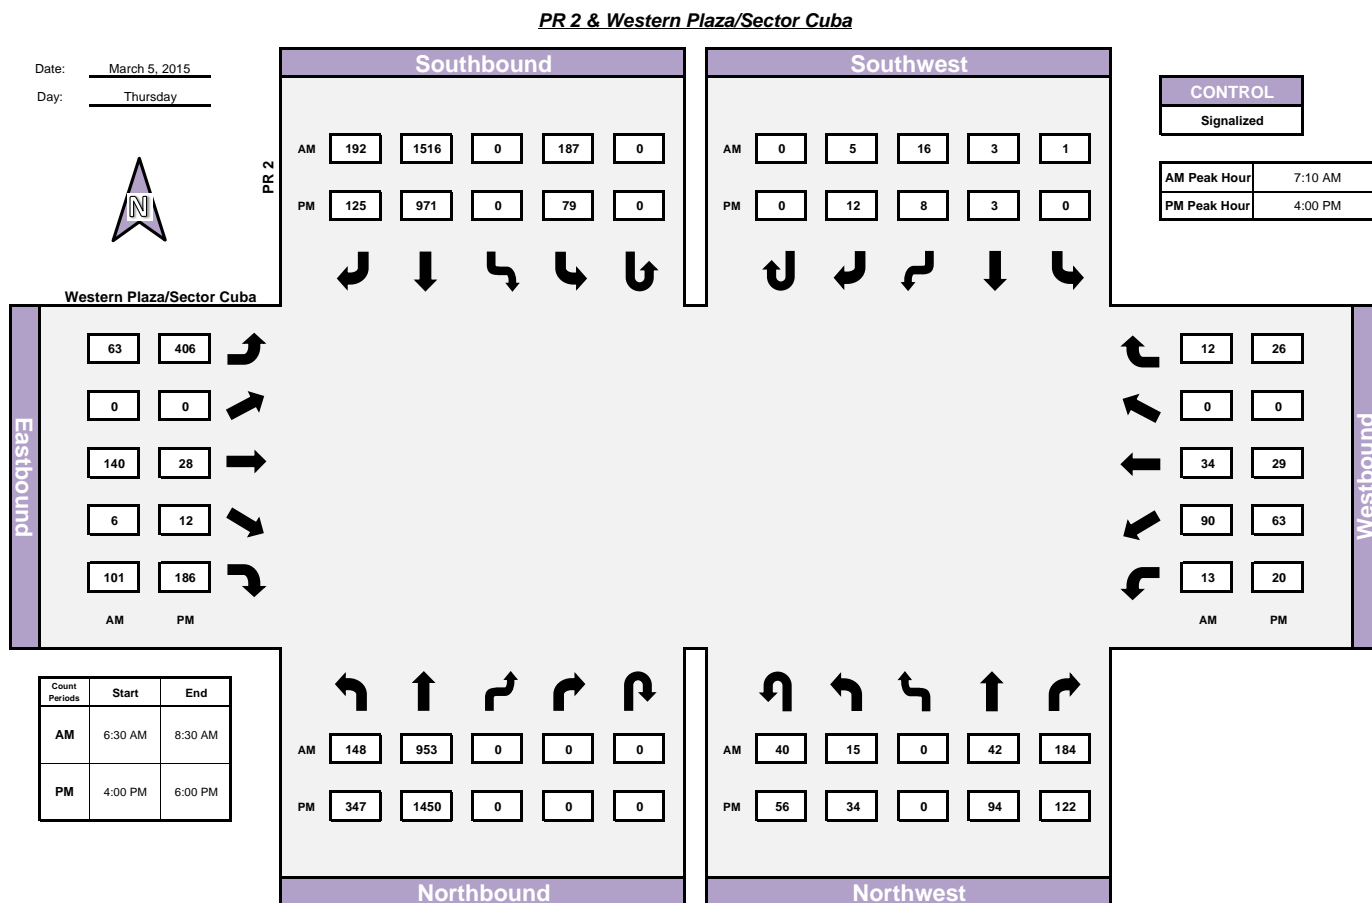 PR 2 & Western Plaza/Sector Cuba
Date: March 5, 2015
Day: Thursday
N
PR 2
Western Plaza/Sector Cuba
Southbound
AM 192 1516 0 187 0
PM 125 971 0 79 0
Southwest
AM 0 5 16 3 1
PM 0 12 8 3 0
CONTROL
Signalized
AM Peak Hour 7:10 AM
PM Peak Hour 4:00 PM
Eastbound
63 406
0 0
140 28
6 12
101 186
AM PM
Westbound
12 26
0 0
34 29
90 63
13 20
AM PM
Count Periods Start End
AM 6:30 AM 8:30 AM
PM 4:00 PM 6:00 PM
AM 148 953 0 0 0
PM 347 1450 0 0 0
Northbound
AM 40 15 0 42 184
PM 56 34 0 94 122
Northwest